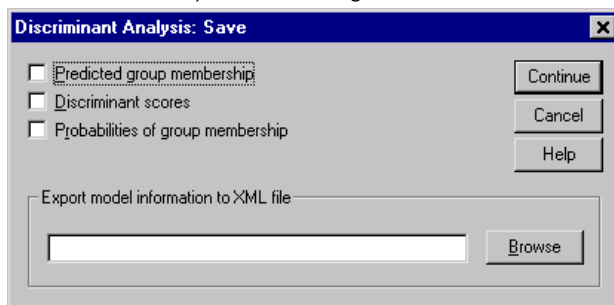 Discriminant Analysis: Save
Predicted group membership
Discriminant scores
Probabilities of group membership
Continue
Cancel
Help
Export model information to XML file
Browse